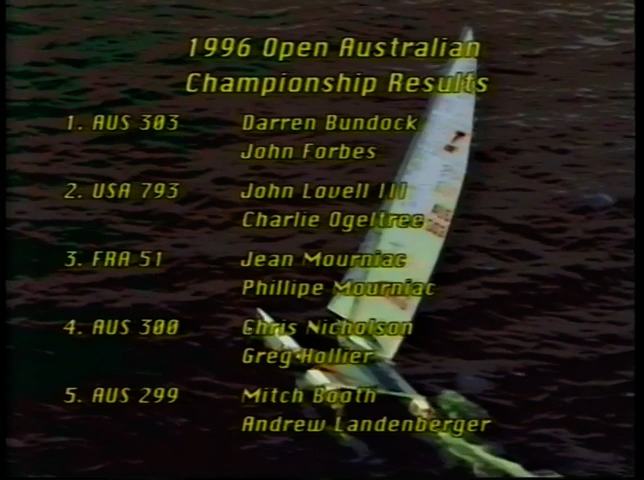 1996 Open Australian
Championship Results
1. AUS 303 Darren Bundock
John Forbes
2. USA 793 John Lovell III
Charlie Ogeltree
3. FRA 51 Jean Mourniac
Phillipe Mourniac
4. AUS 300 Chris Nicholson
Greg Hollier
5. AUS 299 Mitch Booth
Andrew Landenberger